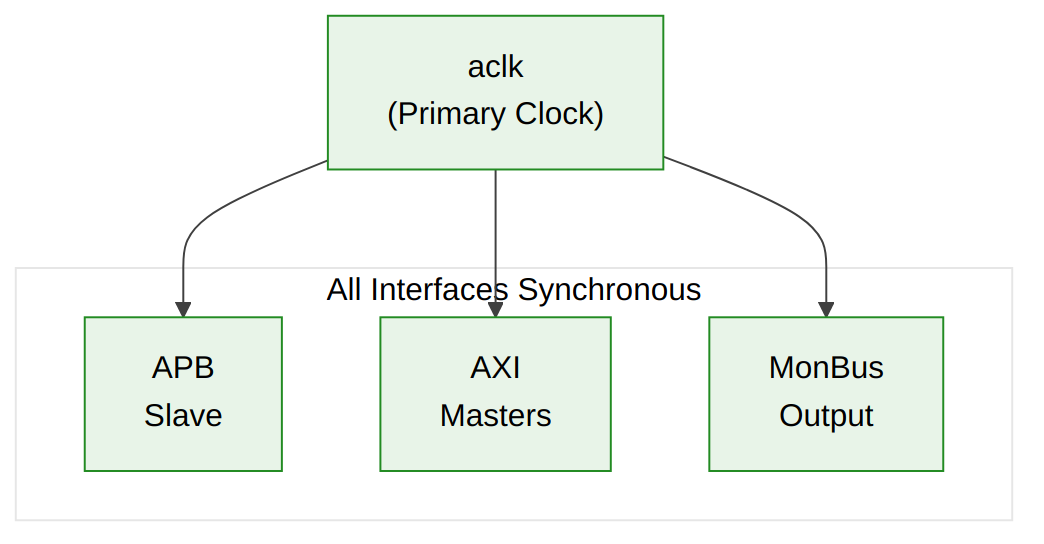 aclk
(Primary Clock)
All Interfaces Synchronous
APB
Slave
AXI
Masters
MonBus
Output